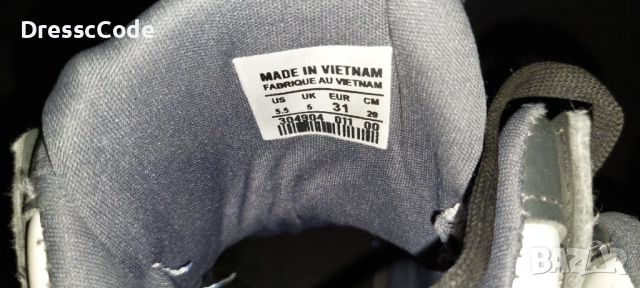 DresscCode
MADE IN VIETNAM
FABRIQUE AU VIETNAM
US UK EUR CM
5.5 5 31 29
304904 011 00
BAZAR